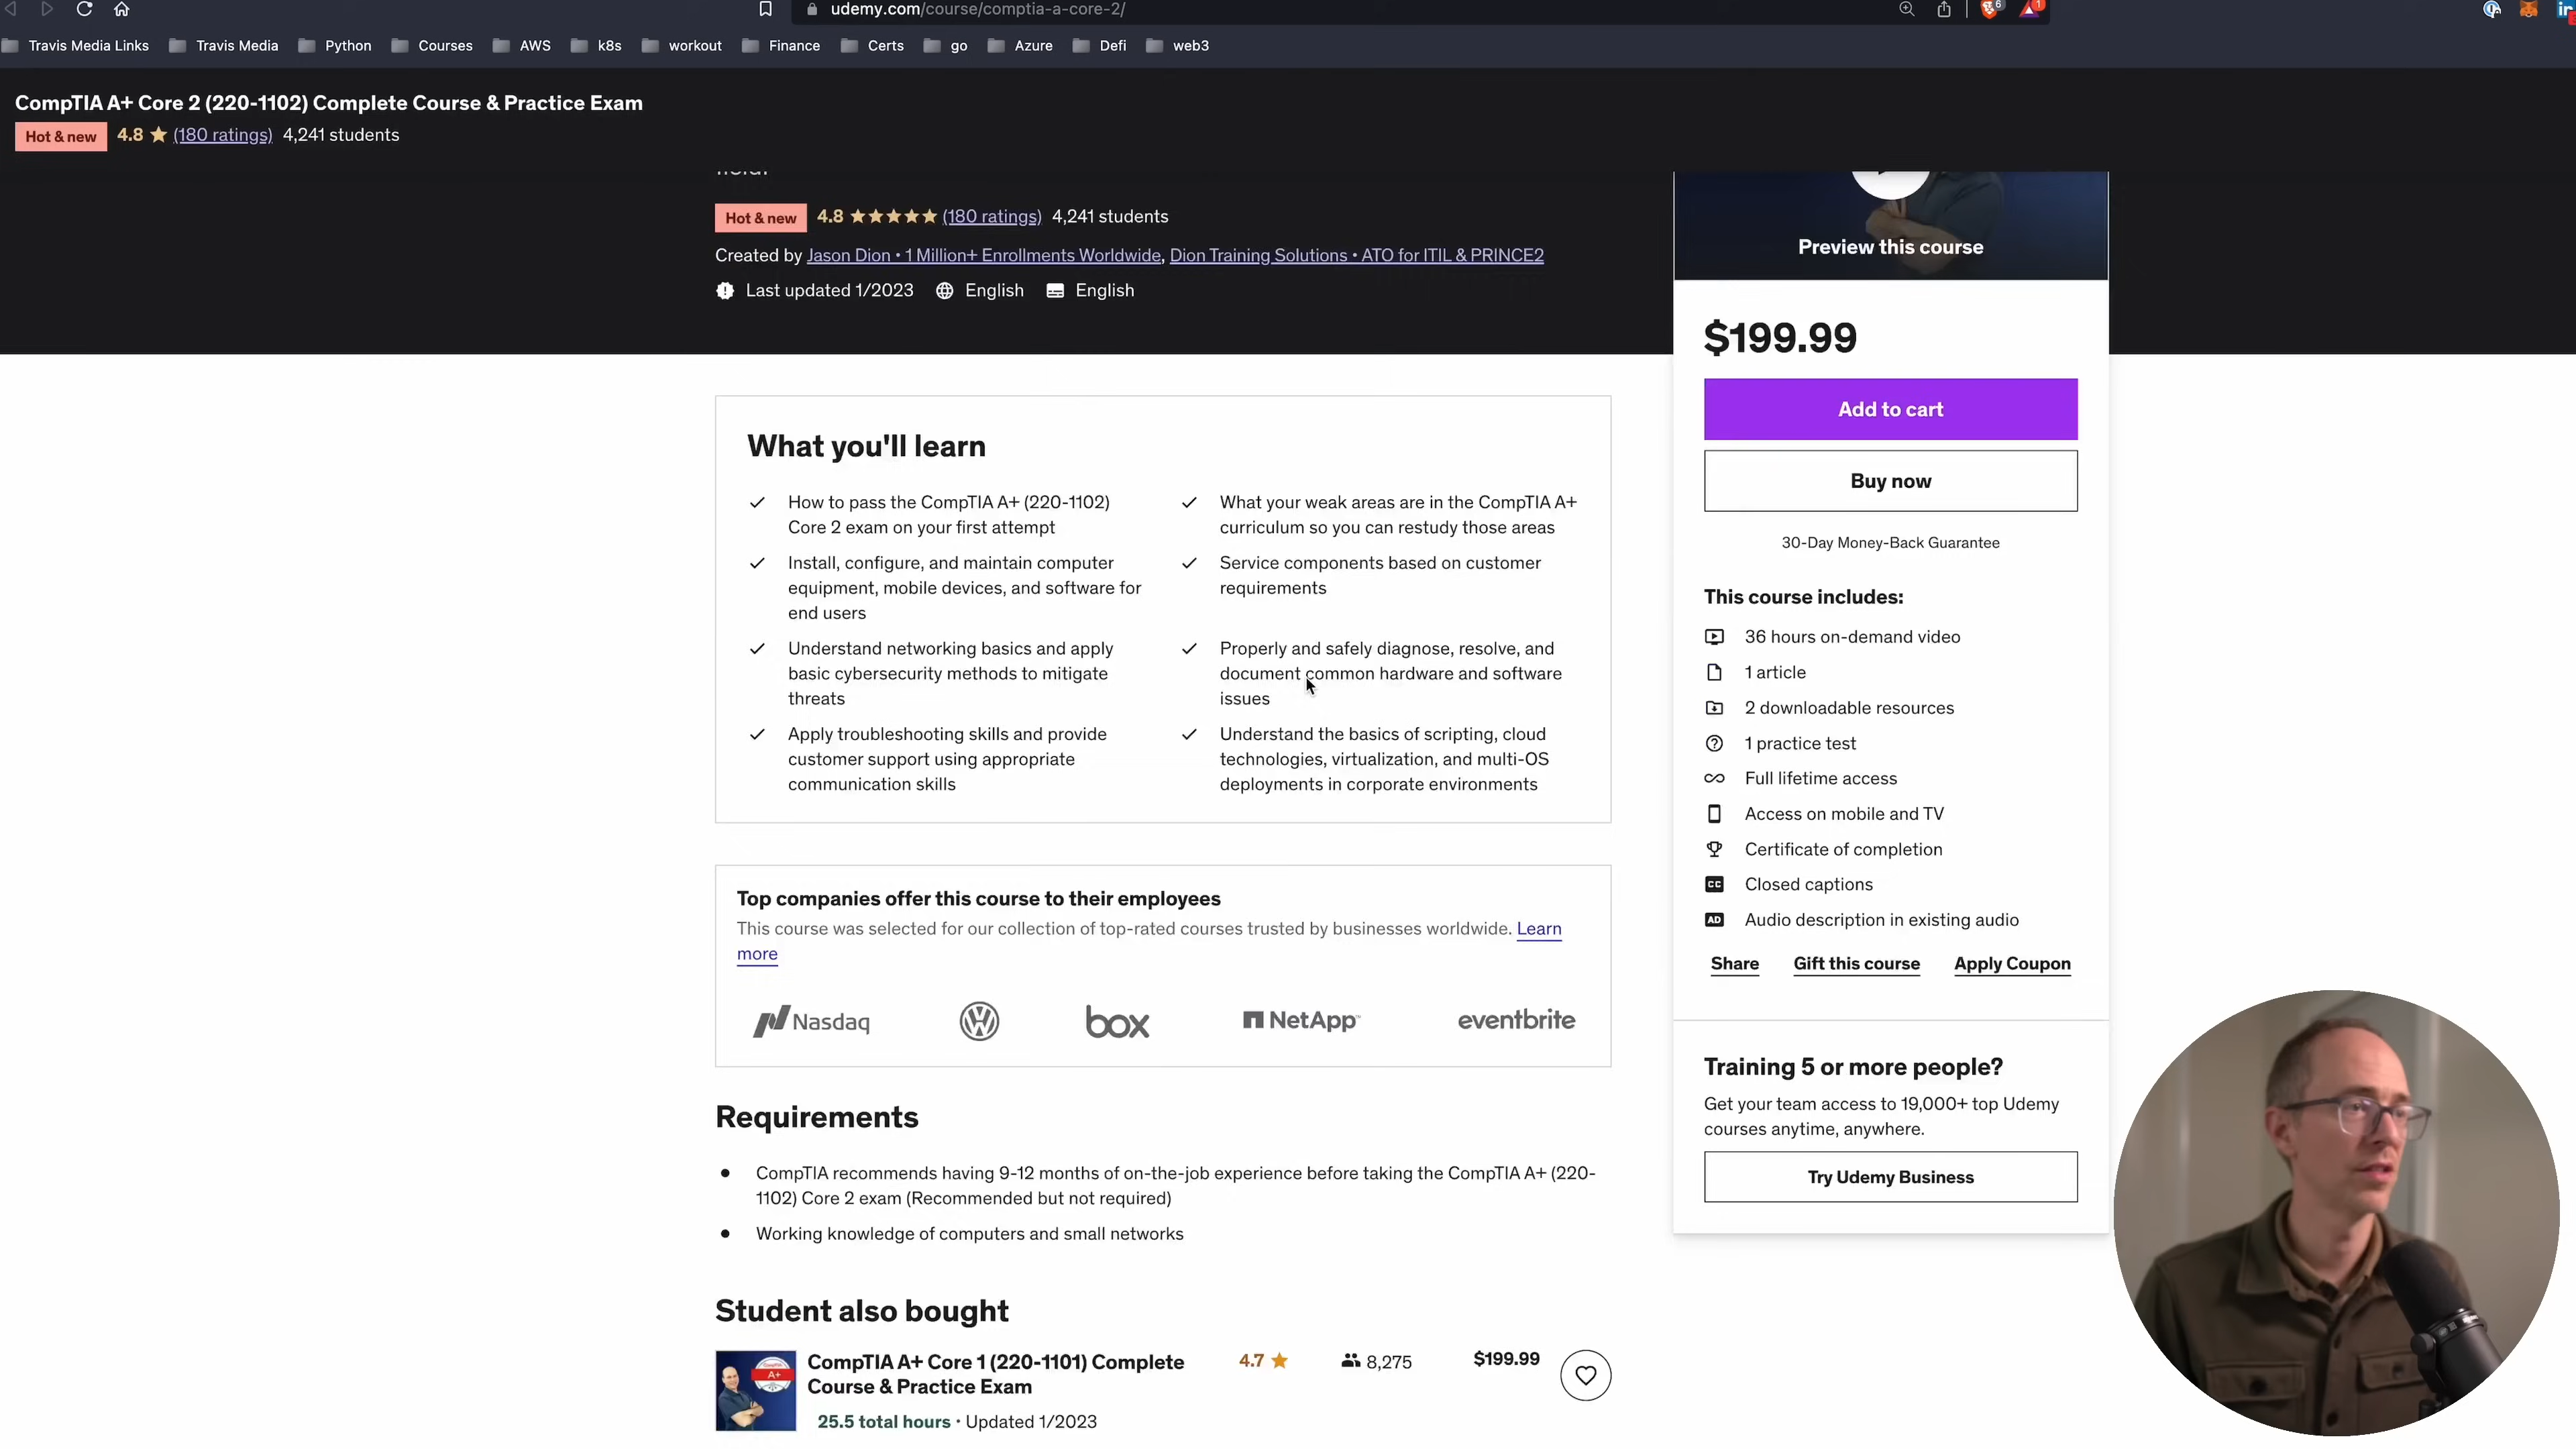 udemy.com/course/comptia-a-core-2/
6
1
Travis Media Links
Travis Media
Python
Courses
AWS
k8s
workout
Finance
Certs
go
Azure
Defi
web3
CompTIA A+ Core 2 (220-1102) Complete Course & Practice Exam
Hot & new 4.8 (180 ratings) 4,241 students
Hot & new 4.8 (180 ratings) 4,241 students
Created by Jason Dion • 1 Million+ Enrollments Worldwide, Dion Training Solutions • ATO for ITIL & PRINCE2
Last updated 1/2023 English English
What you'll learn
How to pass the CompTIA A+ (220-1102)
Core 2 exam on your first attempt
Install, configure, and maintain computer
equipment, mobile devices, and software for
end users
Understand networking basics and apply
basic cybersecurity methods to mitigate
threats
Apply troubleshooting skills and provide
customer support using appropriate
communication skills
What your weak areas are in the CompTIA A+
curriculum so you can restudy those areas
Service components based on customer
requirements
Properly and safely diagnose, resolve, and
document common hardware and software
issues
Understand the basics of scripting, cloud
technologies, virtualization, and multi-OS
deployments in corporate environments
Top companies offer this course to their employees
This course was selected for our collection of top-rated courses trusted by businesses worldwide. Learn
more
Nasdaq
box
NetApp
eventbrite
Requirements
CompTIA recommends having 9-12 months of on-the-job experience before taking the CompTIA A+ (220-
1102) Core 2 exam (Recommended but not required)
Working knowledge of computers and small networks
Student also bought
A+
CompTIA A+ Core 1 (220-1101) Complete
Course & Practice Exam
25.5 total hours • Updated 1/2023
4.7
8,275
$199.99
Preview this course
$199.99
Add to cart
Buy now
30-Day Money-Back Guarantee
This course includes:
36 hours on-demand video
1 article
2 downloadable resources
1 practice test
Full lifetime access
Access on mobile and TV
Certificate of completion
CC Closed captions
AD Audio description in existing audio
Share Gift this course Apply Coupon
Training 5 or more people?
Get your team access to 19,000+ top Udemy
courses anytime, anywhere.
Try Udemy Business